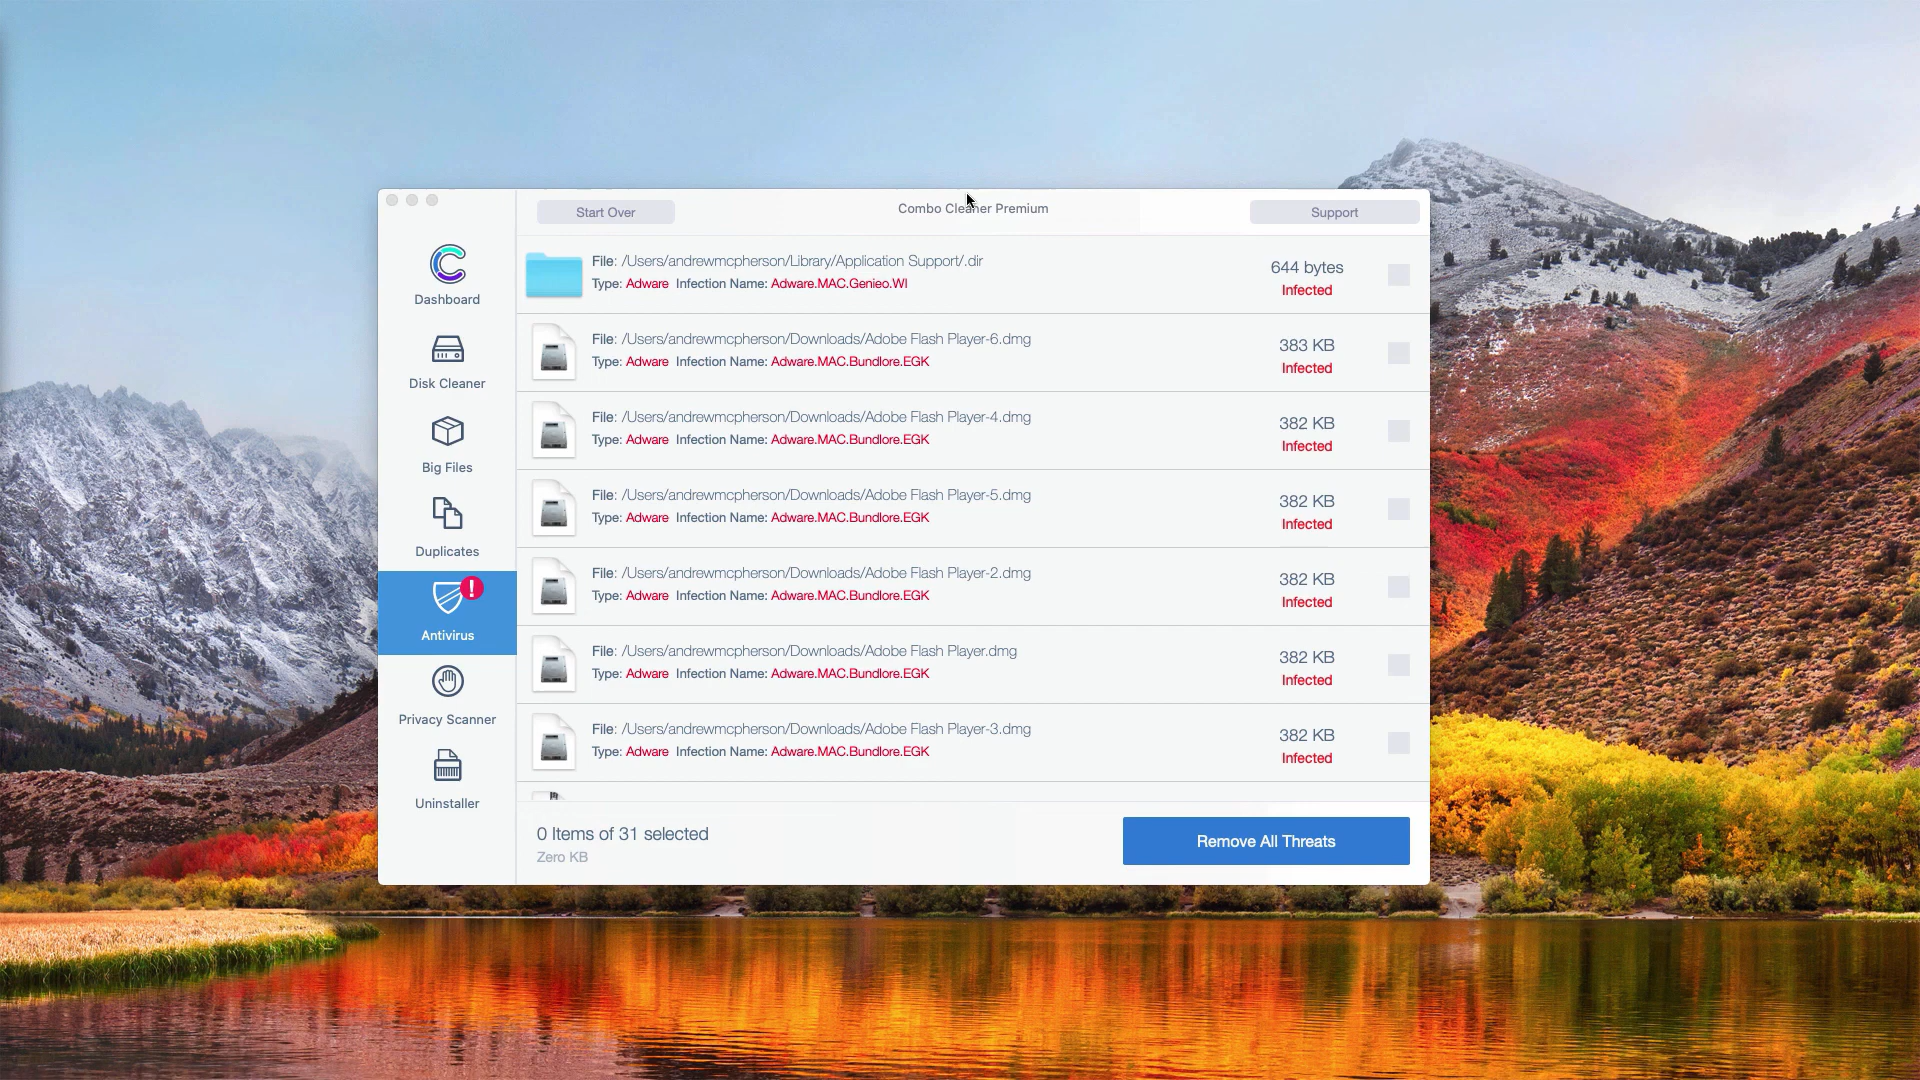 Start Over
Combo Cleaner Premium
Support
Dashboard
Disk Cleaner
Big Files
Duplicates
Antivirus
Privacy Scanner
Uninstaller
File: /Users/andrewmcpherson/Library/Application Support/.dir
Type: Adware Infection Name: Adware.MAC.Genieo.WI
644 bytes
Infected
File: /Users/andrewmcpherson/Downloads/Adobe Flash Player-6.dmg
Type: Adware Infection Name: Adware.MAC.Bundlore.EGK
383 KB
Infected
File: /Users/andrewmcpherson/Downloads/Adobe Flash Player-4.dmg
Type: Adware Infection Name: Adware.MAC.Bundlore.EGK
382 KB
Infected
File: /Users/andrewmcpherson/Downloads/Adobe Flash Player-5.dmg
Type: Adware Infection Name: Adware.MAC.Bundlore.EGK
382 KB
Infected
File: /Users/andrewmcpherson/Downloads/Adobe Flash Player-2.dmg
Type: Adware Infection Name: Adware.MAC.Bundlore.EGK
382 KB
Infected
File: /Users/andrewmcpherson/Downloads/Adobe Flash Player.dmg
Type: Adware Infection Name: Adware.MAC.Bundlore.EGK
382 KB
Infected
File: /Users/andrewmcpherson/Downloads/Adobe Flash Player-3.dmg
Type: Adware Infection Name: Adware.MAC.Bundlore.EGK
382 KB
Infected
0 Items of 31 selected
Zero KB
Remove All Threats